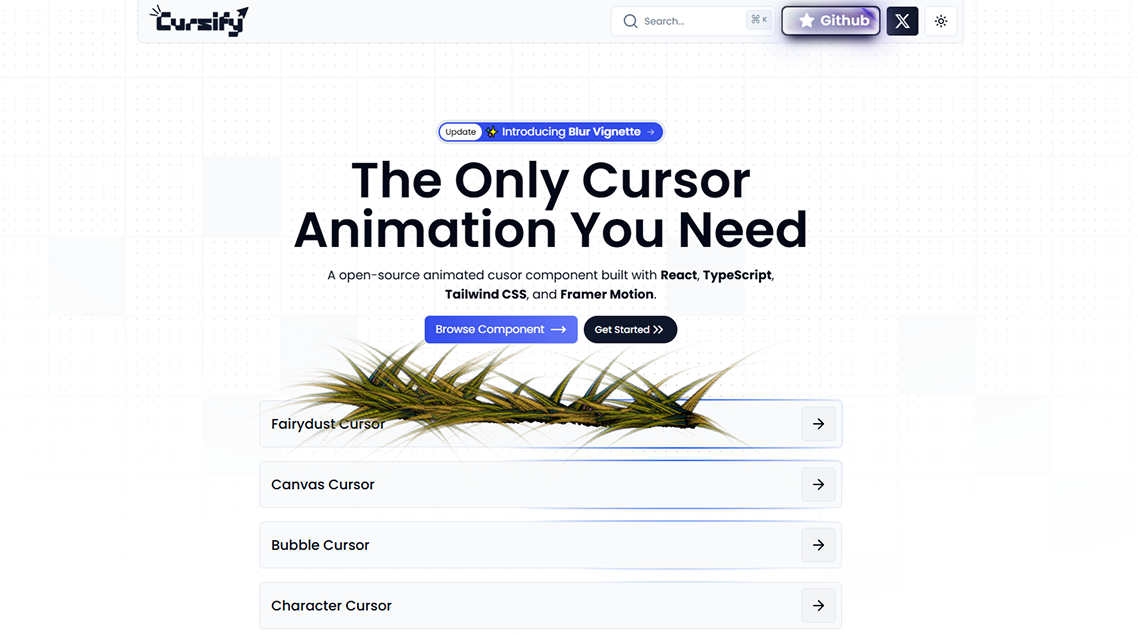 Cursify
Search...
⌘ K
Github
Update
✨ Introducing Blur Vignette →
The Only Cursor
Animation You Need
A open-source animated cusor component built with React, TypeScript,
Tailwind CSS, and Framer Motion.
Browse Component
Get Started
Fairydust Cursor
Canvas Cursor
Bubble Cursor
Character Cursor